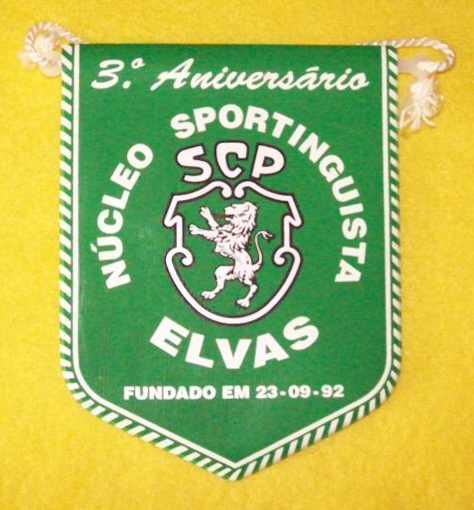 3.º Aniversário
NÚCLEO SPORTINGUISTA
SCP
ELVAS
FUNDADO EM 23-09-92